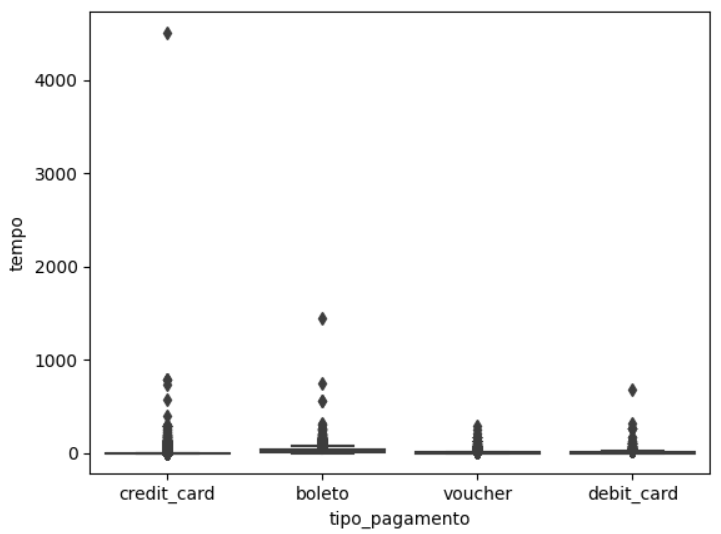 tempo
4000
3000
2000
1000
0
credit_card
boleto
voucher
debit_card
tipo_pagamento